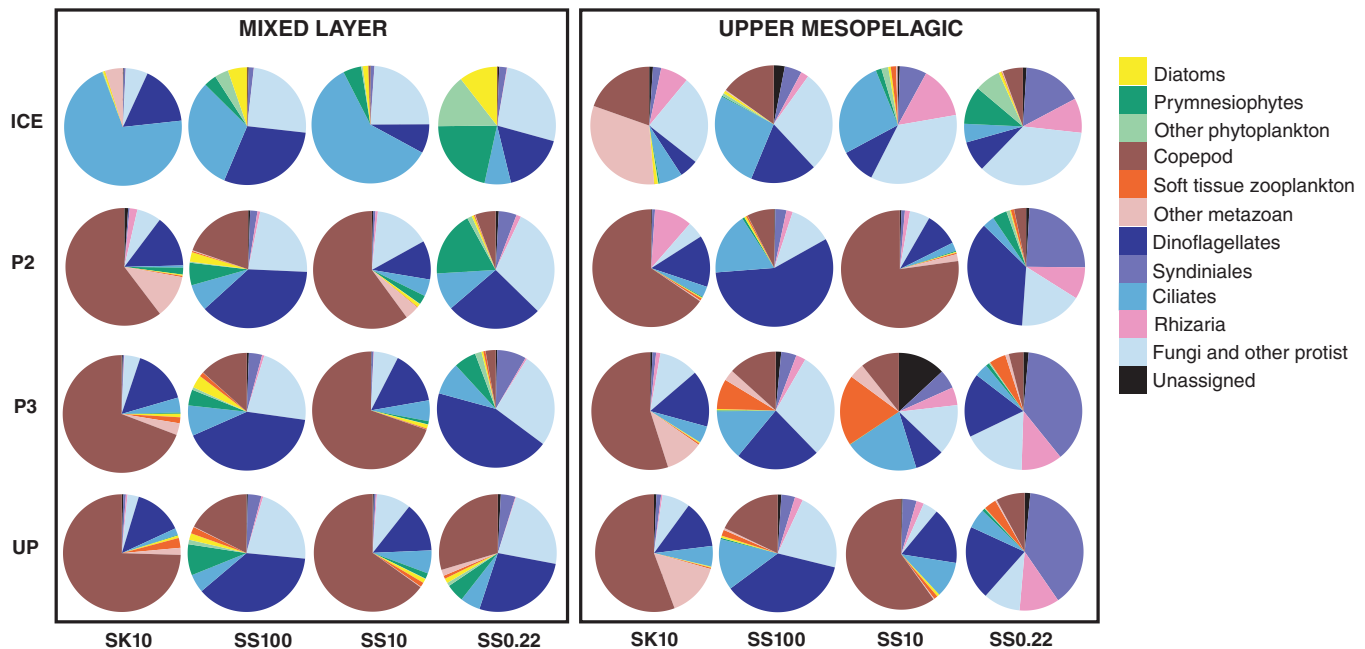 MIXED LAYER
UPPER MESOPELAGIC
ICE
P2
P3
UP
SK10
SS100
SS10
SS0.22
SK10
SS100
SS10
SS0.22
Diatoms
Prymnesiophytes
Other phytoplankton
Copepod
Soft tissue zooplankton
Other metazoan
Dinoflagellates
Syndiniales
Ciliates
Rhizaria
Fungi and other protist
Unassigned